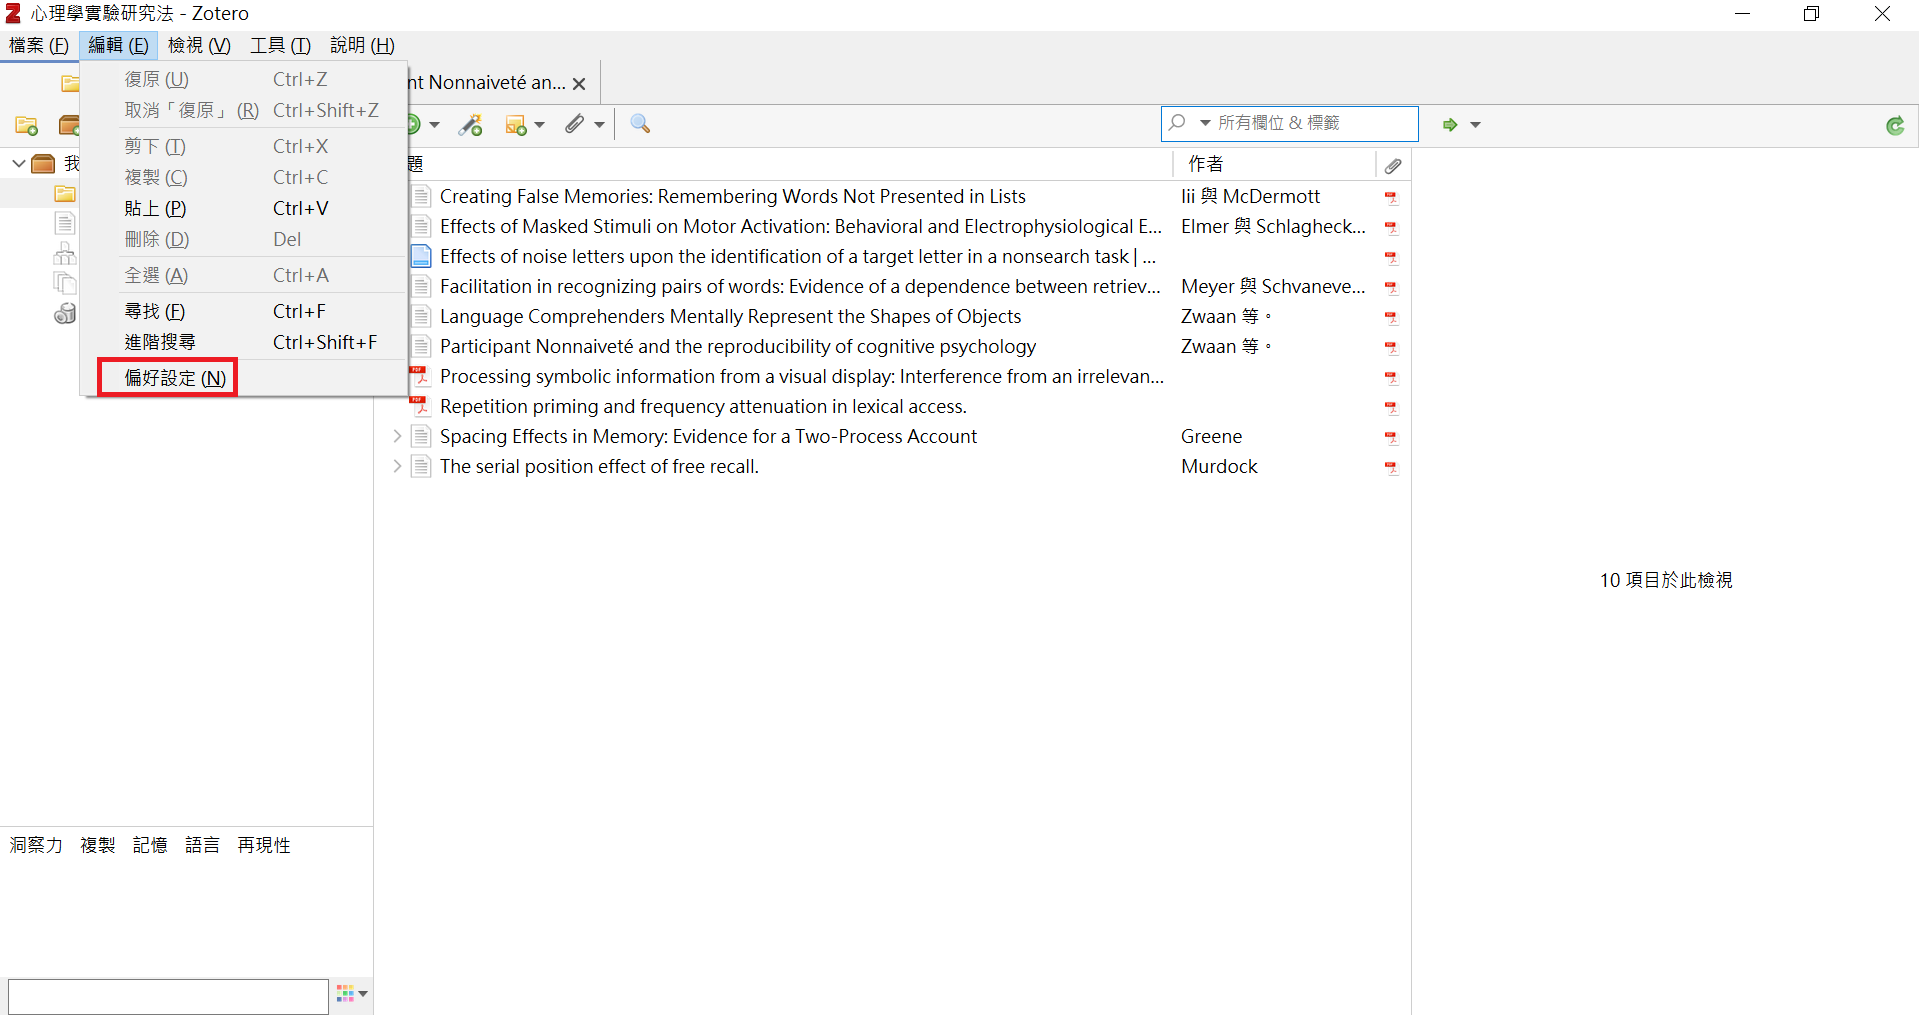 心理學實驗研究法 - Zotero
檔案 (F) 編輯 (E) 檢視 (V) 工具 (T) 說明 (H)
nt Nonnaiveté an...
復原 (U) Ctrl+Z
取消「復原」 (R) Ctrl+Shift+Z
剪下 (T) Ctrl+X
複製 (C) Ctrl+C
貼上 (P) Ctrl+V
刪除 (D) Del
全選 (A) Ctrl+A
尋找 (F) Ctrl+F
進階搜尋 Ctrl+Shift+F
偏好設定 (N)
所有欄位 & 標籤
我
題 作者
Creating False Memories: Remembering Words Not Presented in Lists Iii 與 McDermott
Effects of Masked Stimuli on Motor Activation: Behavioral and Electrophysiological E... Elmer 與 Schlagheck...
Effects of noise letters upon the identification of a target letter in a nonsearch task | ...
Facilitation in recognizing pairs of words: Evidence of a dependence between retriev... Meyer 與 Schvaneve...
Language Comprehenders Mentally Represent the Shapes of Objects Zwaan 等。
Participant Nonnaiveté and the reproducibility of cognitive psychology Zwaan 等。
Processing symbolic information from a visual display: Interference from an irrelevan...
Repetition priming and frequency attenuation in lexical access.
Spacing Effects in Memory: Evidence for a Two-Process Account Greene
The serial position effect of free recall. Murdock
10 項目於此檢視
洞察力 複製 記憶 語言 再現性